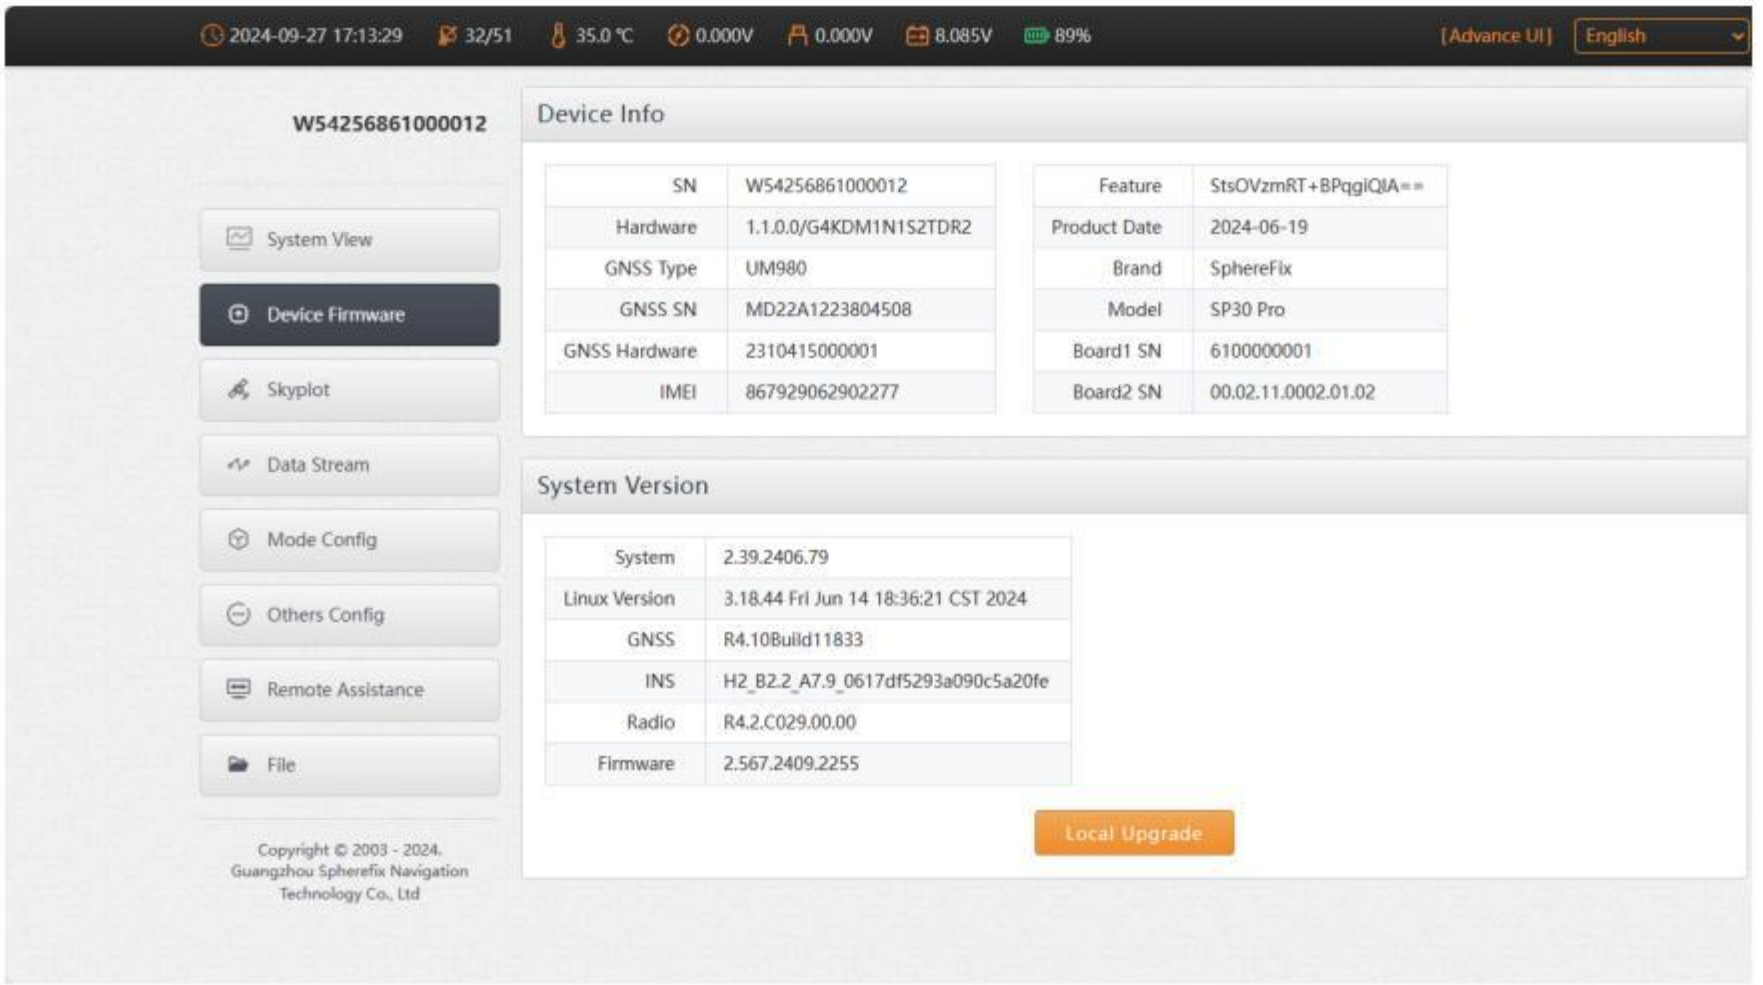 2024-09-27 17:13:29 32/51 35.0 ℃ 0.000V 0.000V 8.085V 89% [Advance UI] English
W54256861000012
System View
Device Firmware
Skyplot
Data Stream
Mode Config
Others Config
Remote Assistance
File
Copyright © 2003 - 2024.
Guangzhou Spherefix Navigation
Technology Co., Ltd
Device Info
SN W54256861000012
Hardware 1.1.0.0/G4KDM1N1S2TDR2
GNSS Type UM980
GNSS SN MD22A1223804508
GNSS Hardware 2310415000001
IMEI 867929062902277
Feature StsOVzmRT+BPqgiQIA==
Product Date 2024-06-19
Brand SphereFix
Model SP30 Pro
Board1 SN 6100000001
Board2 SN 00.02.11.0002.01.02
System Version
System 2.39.2406.79
Linux Version 3.18.44 Fri Jun 14 18:36:21 CST 2024
GNSS R4.10Build11833
INS H2_B2.2_A7.9_0617df5293a090c5a20fe
Radio R4.2.C029.00.00
Firmware 2.567.2409.2255
Local Upgrade